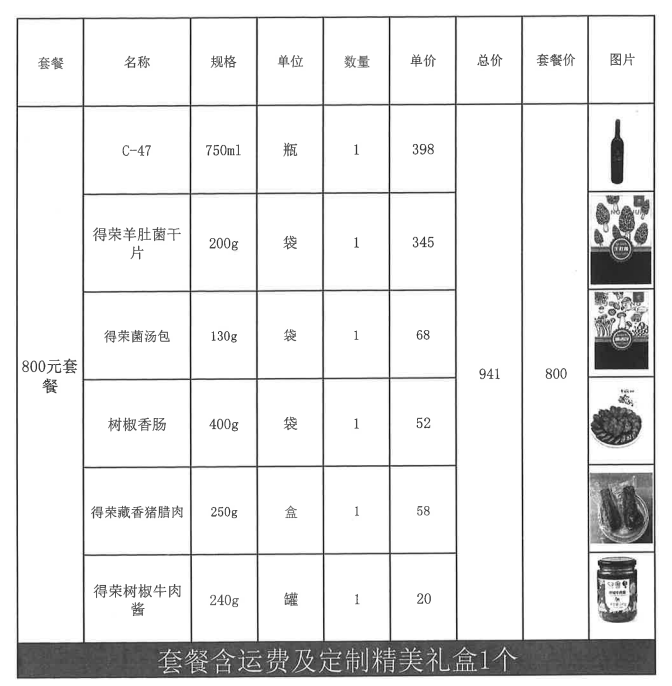 套餐 名称 规格 单位 数量 单价 总价 套餐价 图片
800元套
餐
C-47 750ml 瓶 1 398
得荣羊肚菌干
片 200g 袋 1 345
得荣菌汤包 130g 袋 1 68
941 800
树椒香肠 400g 袋 1 52
得荣藏香猪腊肉 250g 盒 1 58
得荣树椒牛肉
酱 240g 罐 1 20
套餐含运费及定制精美礼盒1个